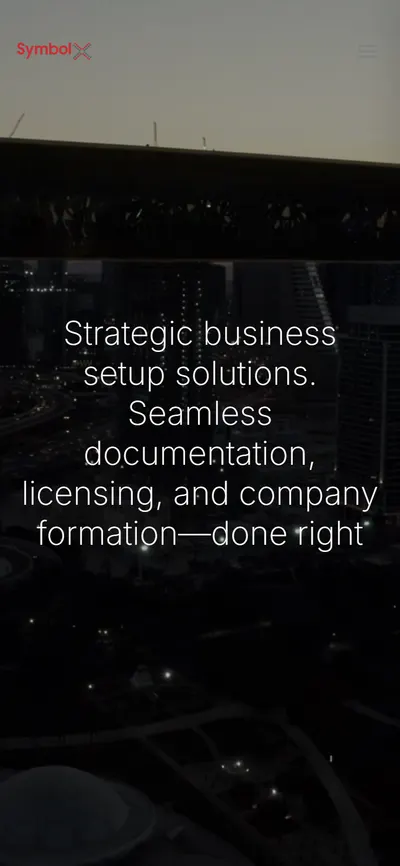 SymbolX
Strategic business
setup solutions.
Seamless
documentation,
licensing, and company
formation—done right